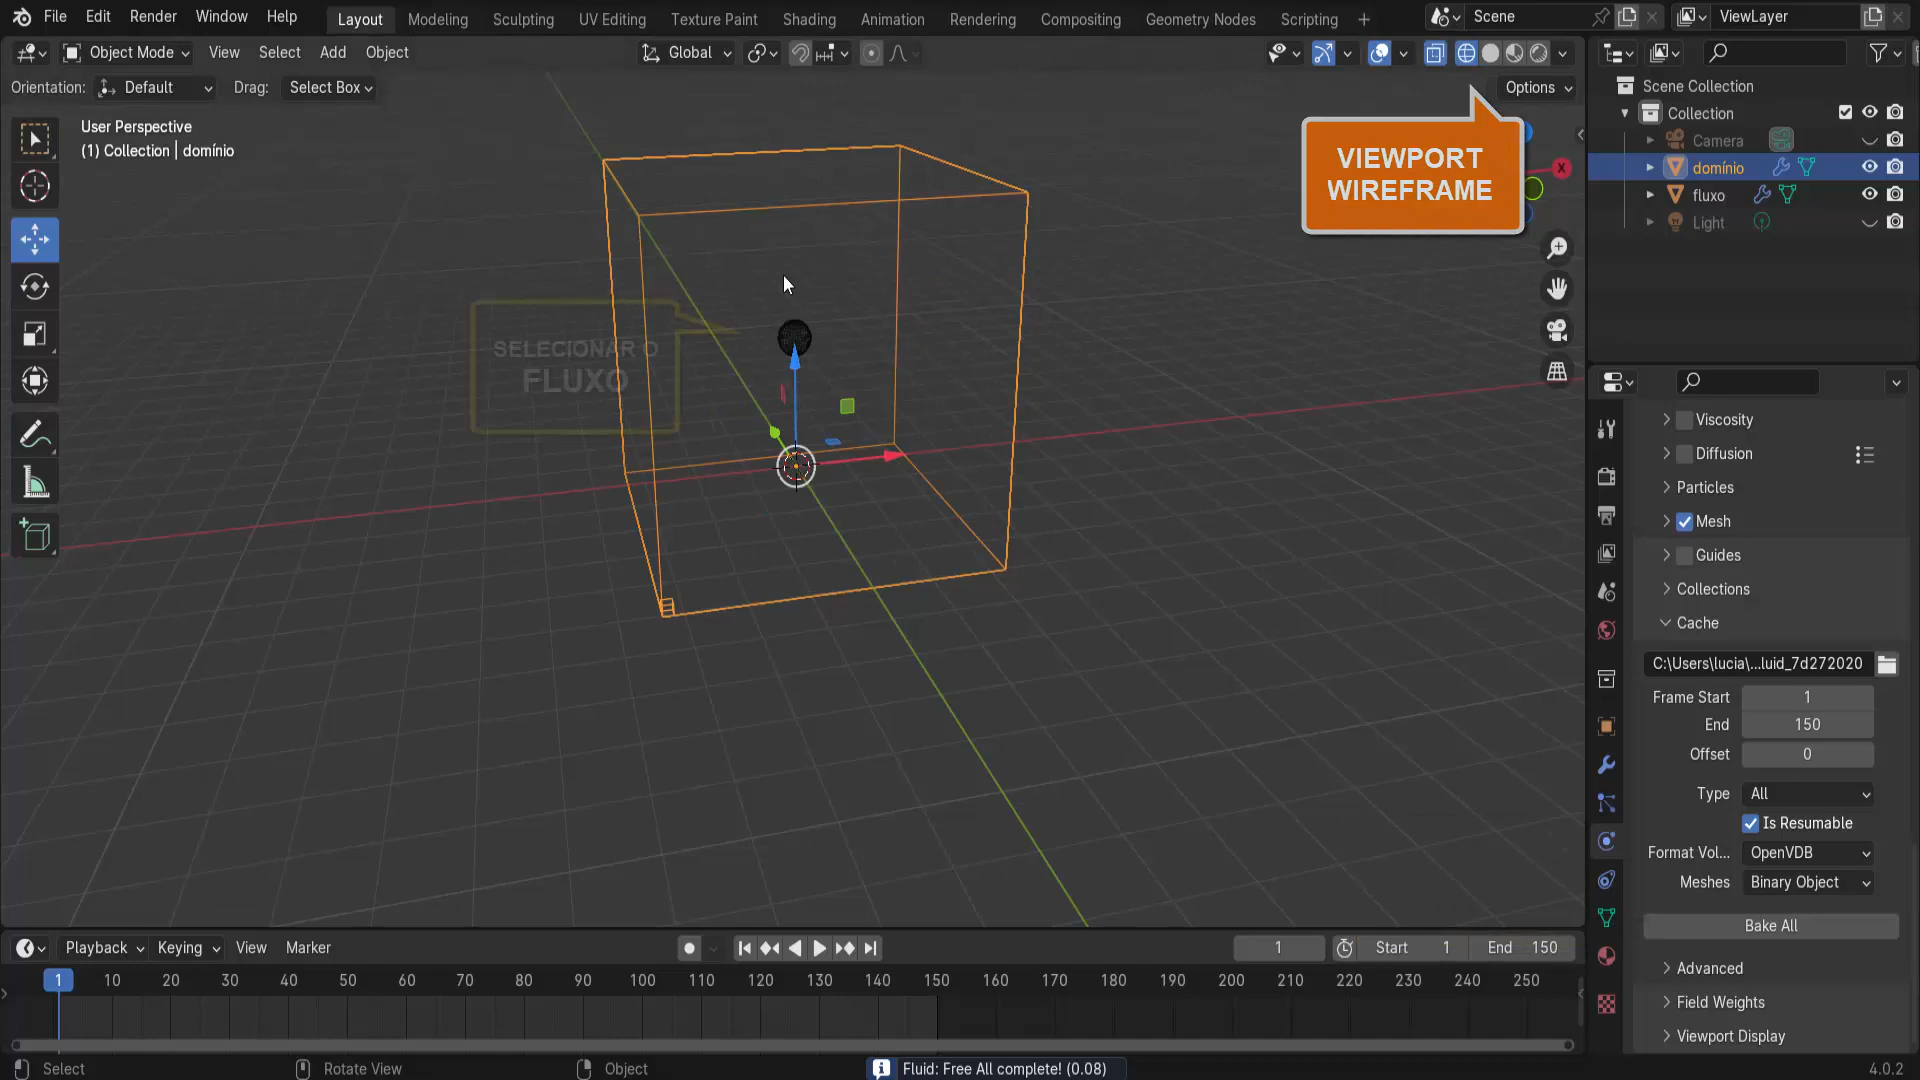 File Edit Render Window Help Layout Modeling Sculpting UV Editing Texture Paint Shading Animation Rendering Compositing Geometry Nodes Scripting Scene ViewLayer
Object Mode View Select Add Object Global
Orientation: Default Drag: Select Box Options
User Perspective
(1) Collection | domínio
VIEWPORT
WIREFRAME
X
SELECIONAR O
FLUXO
Scene Collection
Collection
Camera
domínio
fluxo
Light
Viscosity
Diffusion
Particles
Mesh
Guides
Collections
Cache
C:\Users\lucia\...luid_7d272020
Frame Start 1
End 150
Offset 0
Type All
Is Resumable
Format Vol... OpenVDB
Meshes Binary Object
Bake All
Advanced
Field Weights
Viewport Display
Playback Keying View Marker 1 Start 1 End 150
1 10 20 30 40 50 60 70 80 90 100 110 120 130 140 150 160 170 180 190 200 210 220 230 240 250
Select Rotate View Object Fluid: Free All complete! (0.08) 4.0.2